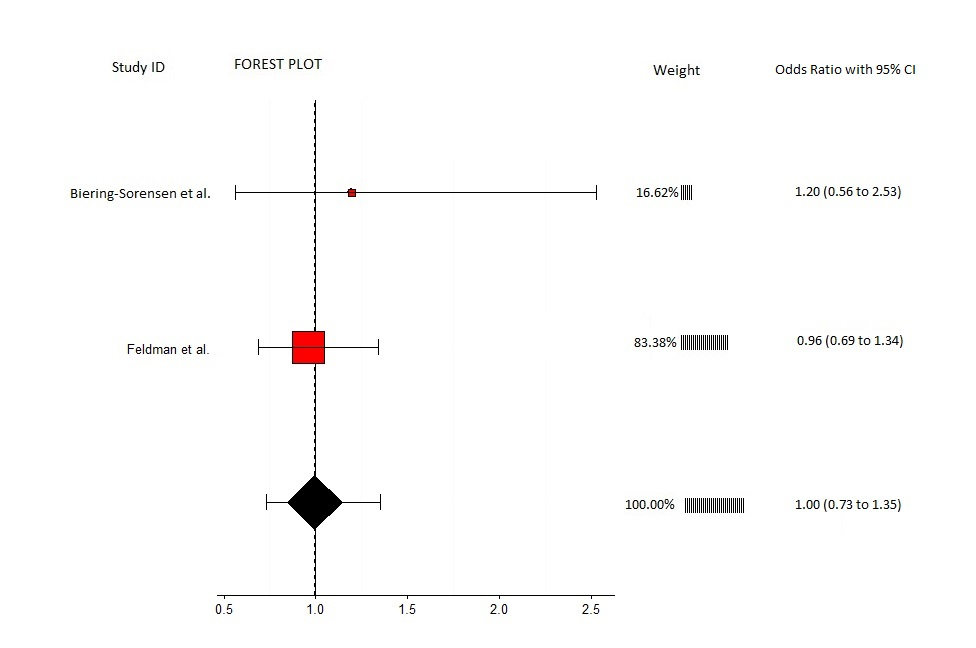 Study ID FOREST PLOT Weight Odds Ratio with 95% CI
Biering-Sorensen et al. 16.62% 1.20 (0.56 to 2.53)
Feldman et al. 83.38% 0.96 (0.69 to 1.34)
100.00% 1.00 (0.73 to 1.35)
0.5 1.0 1.5 2.0 2.5